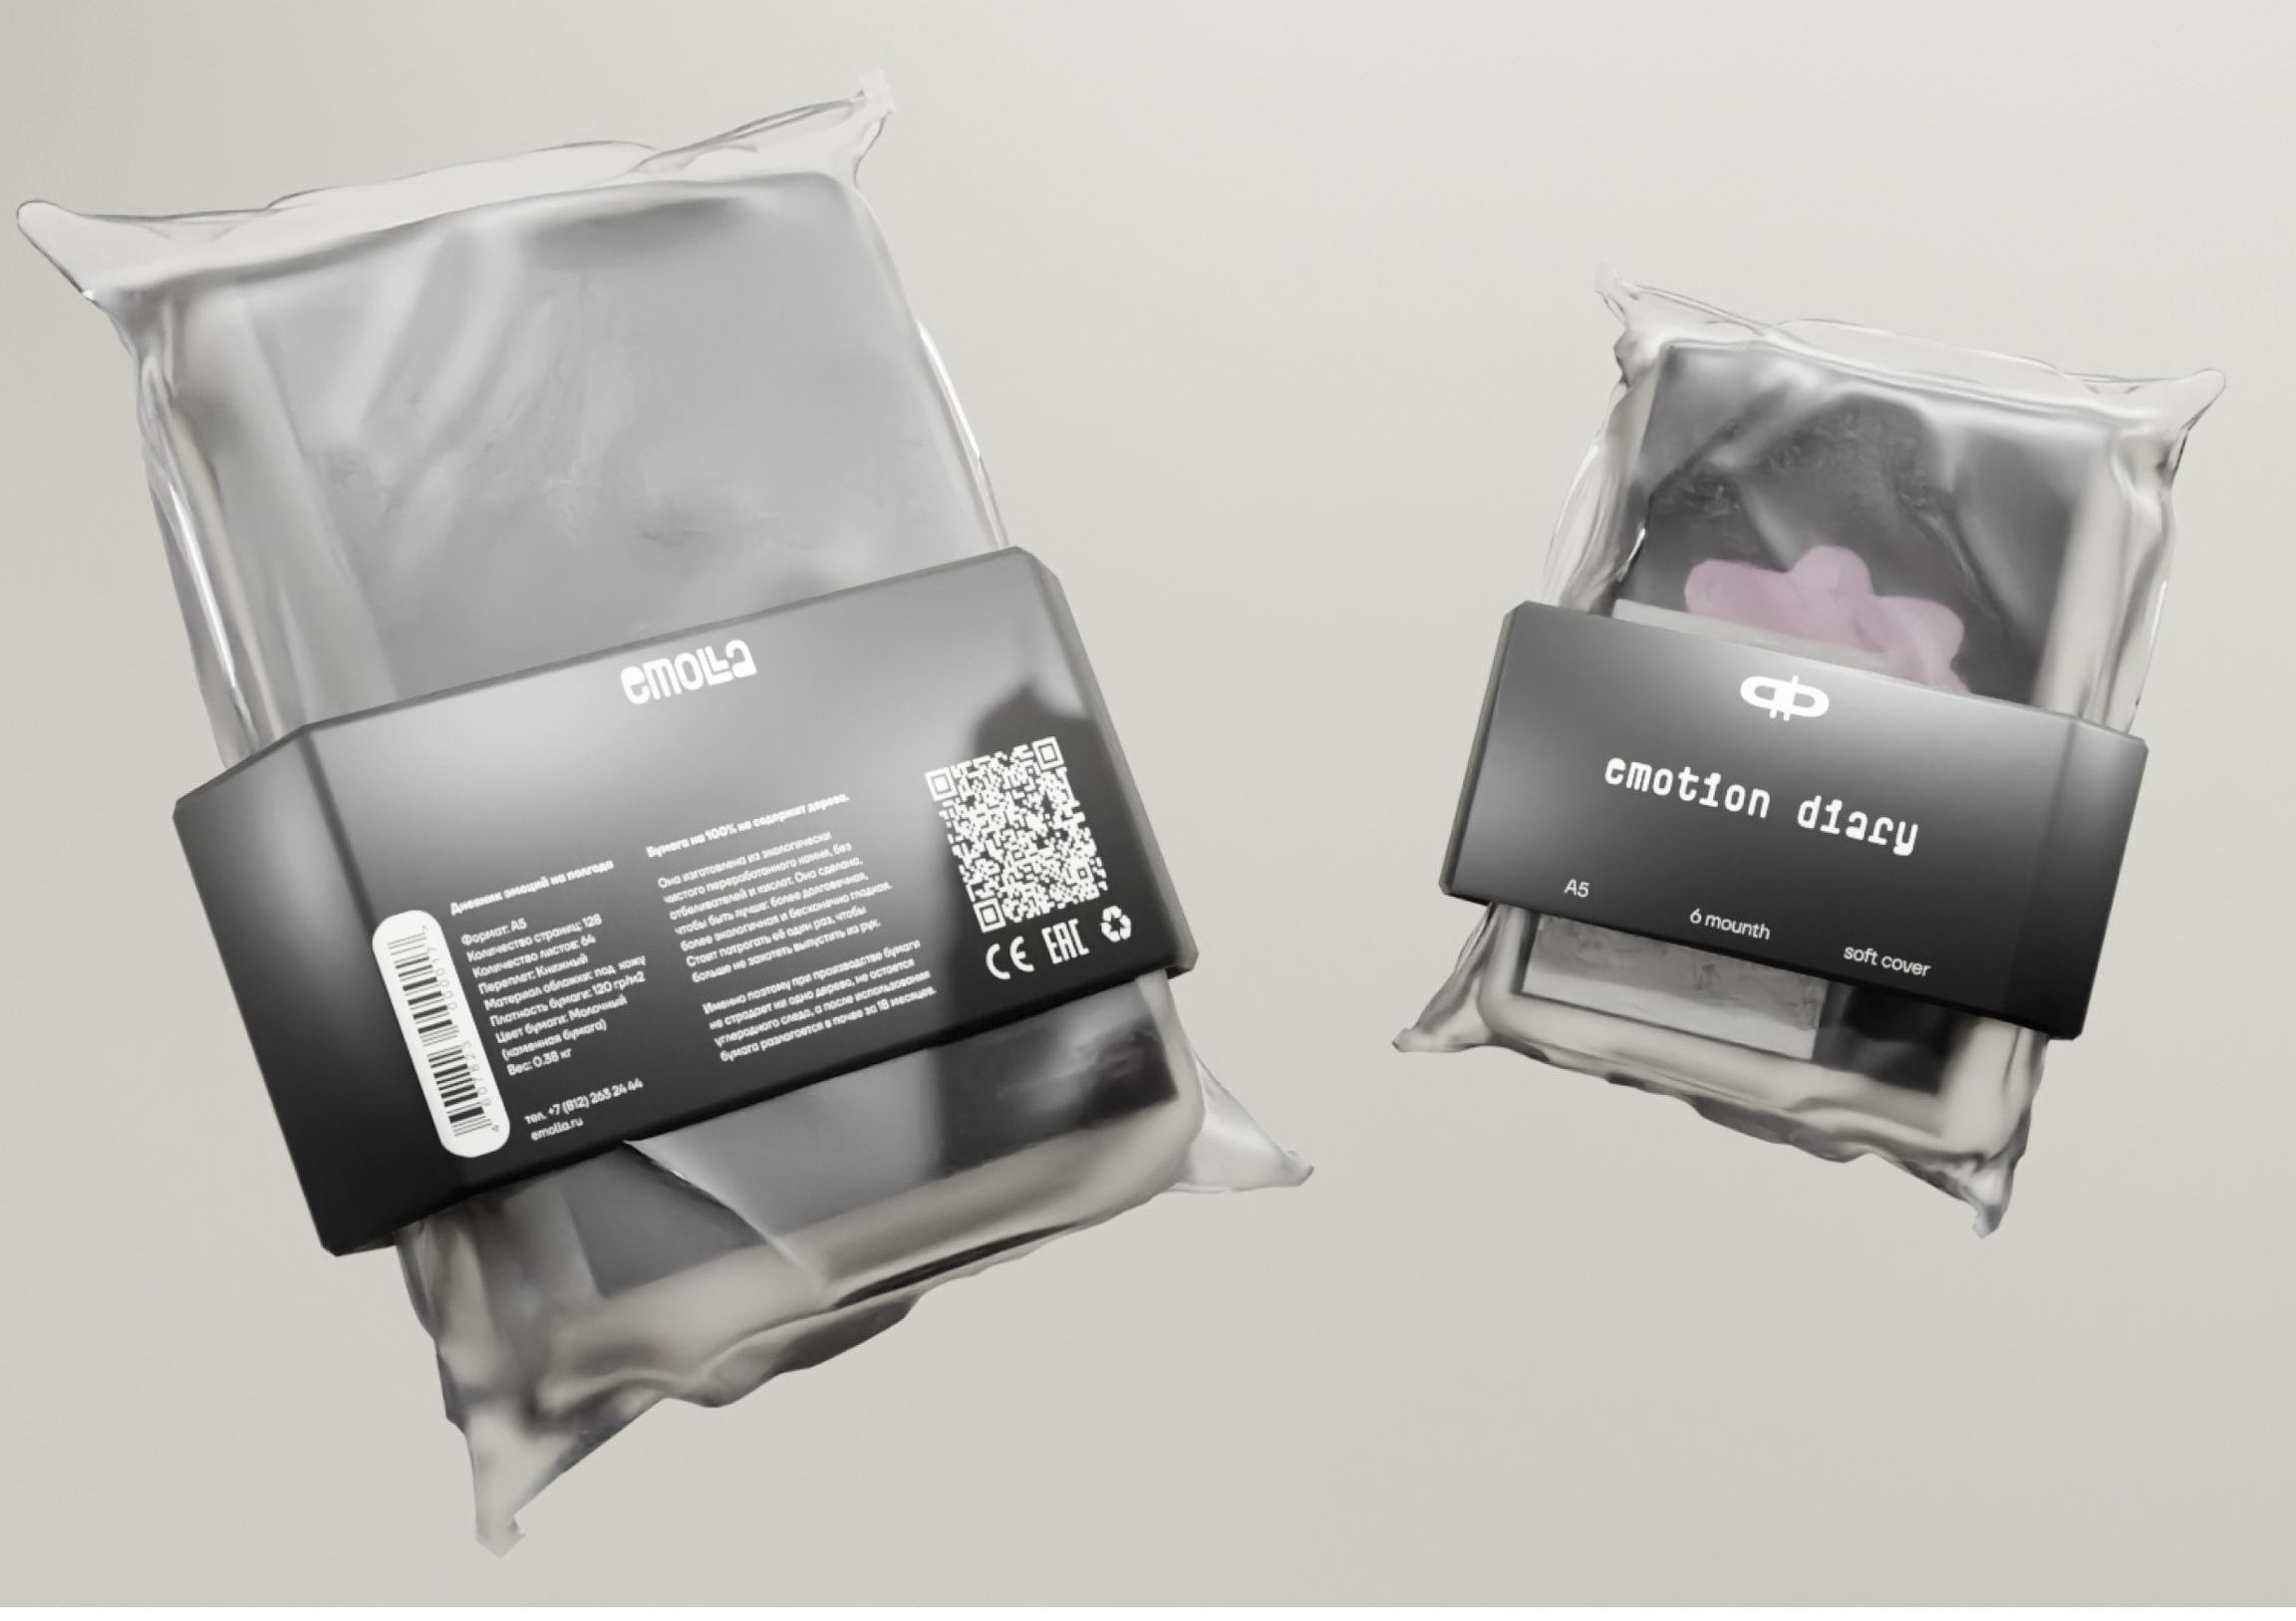 emolla
Дневник эмоций на полгода
Формат: А5
Количество страниц: 128
Количество листов: 64
Переплет: Книжный
Материал обложки: под кожу
Плотность бумаги: 120 гр/м2
Цвет бумаги: Молочный
(каменная бумага)
Вес: 0.38 кг
тел. +7 (812) 263 24 44
emolla.ru
Бумага на 100% не содержит дерева.
Она изготовлена из экологически
чистого переработанного камня, без
отбеливателей и кислот. Она сделана,
чтобы быть лучше: более долговечная,
более экологичная и бесконечно гладкая.
Стоит потрогать её один раз, чтобы
больше не захотеть выпустить из рук.
Именно поэтому при производстве бумаги
не страдает ни одно дерево, не остается
углеродного следа, а после использования
бумага разлагается в почве за 18 месяцев.
CE EAC
emotion diary
A5
6 mounth
soft cover